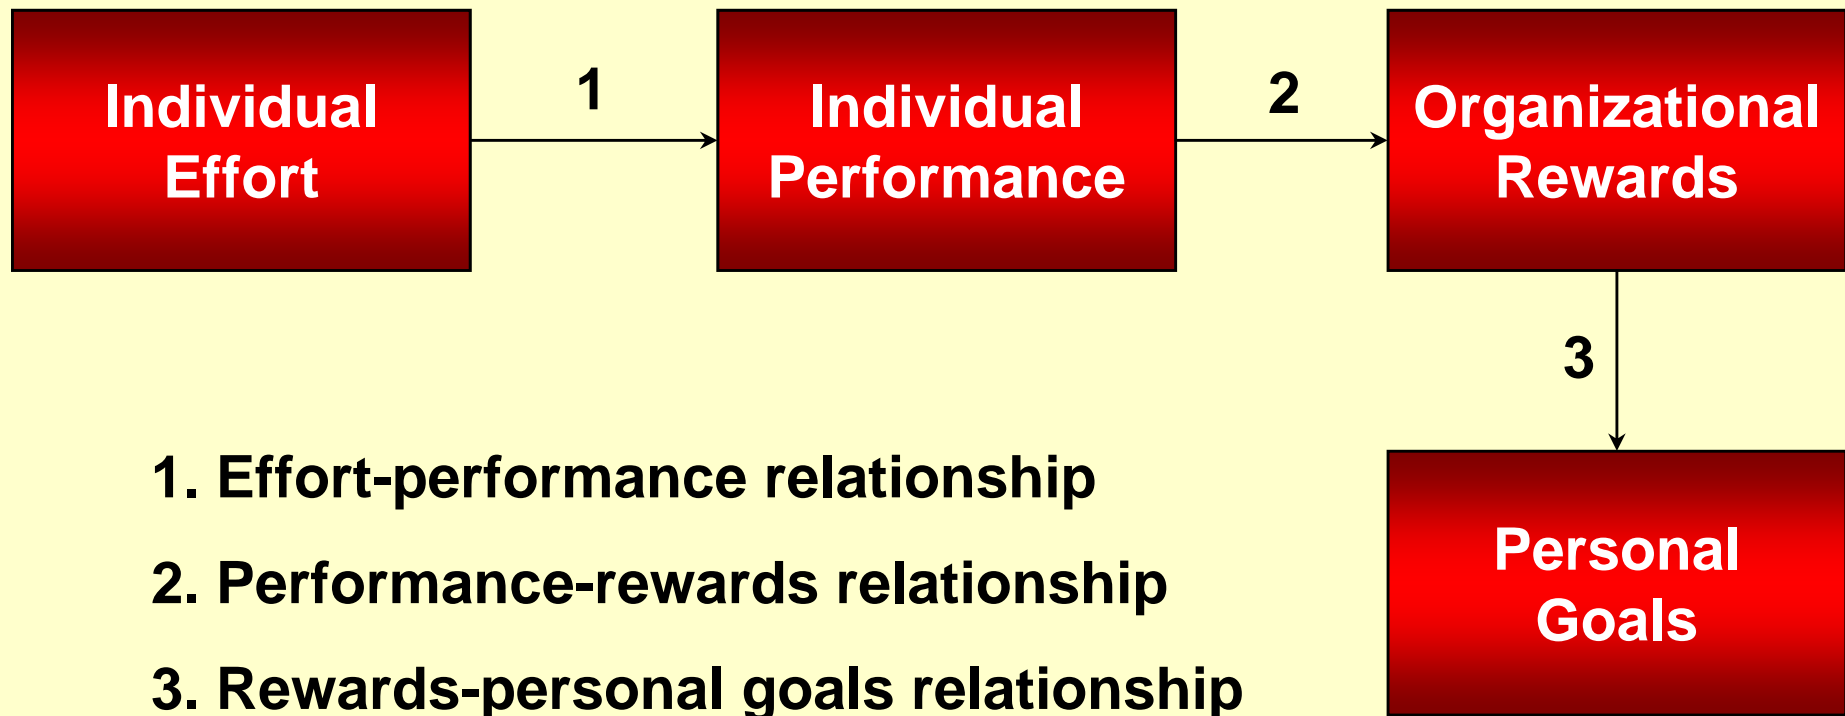 Individual
Effort
1
Individual
Performance
2
Organizational
Rewards
3
1. Effort-performance relationship
2. Performance-rewards relationship
3. Rewards-personal goals relationship
Personal
Goals